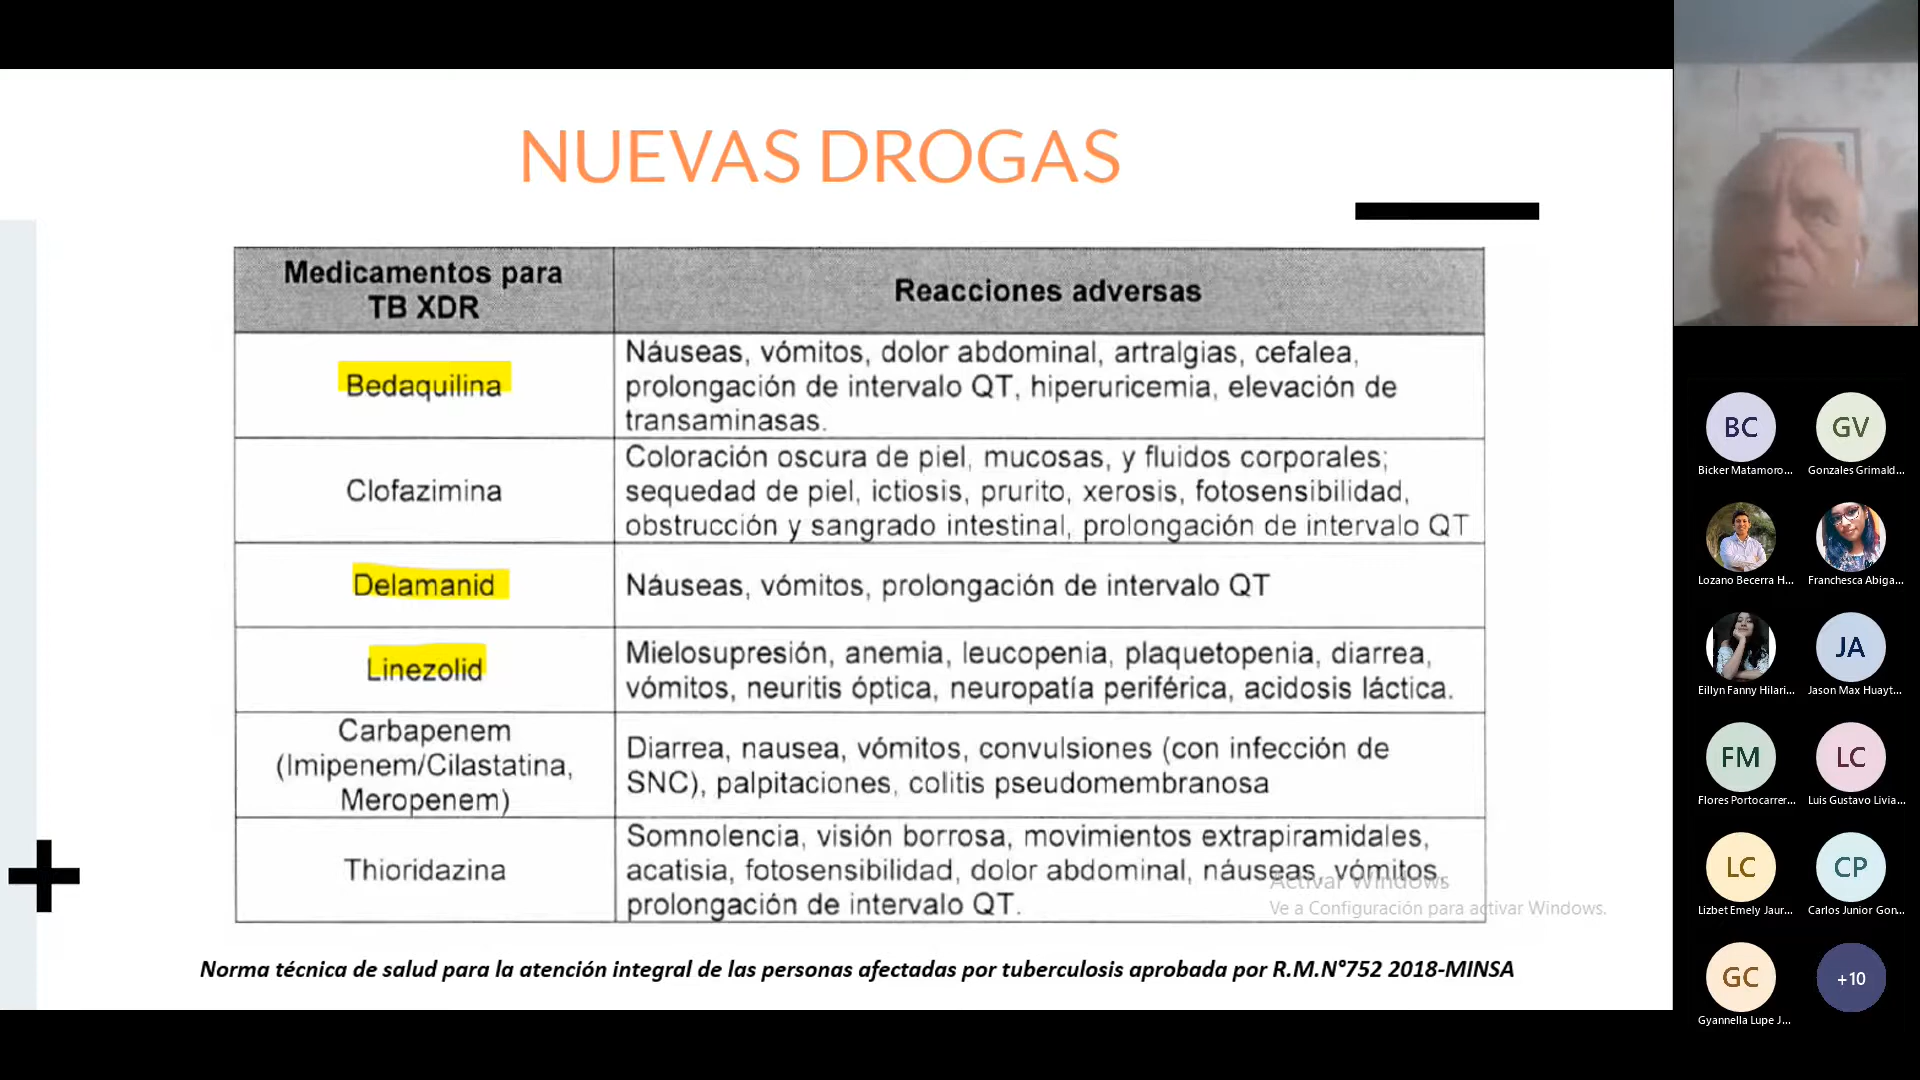 NUEVAS DROGAS
Medicamentos para
TB XDR
Reacciones adversas
Bedaquilina
Náuseas, vómitos, dolor abdominal, artralgias, cefalea,
prolongación de intervalo QT, hiperuricemia, elevación de
transaminasas.
Clofazimina
Coloración oscura de piel, mucosas, y fluidos corporales;
sequedad de piel, ictiosis, prurito, xerosis, fotosensibilidad,
obstrucción y sangrado intestinal, prolongación de intervalo QT
Delamanid
Náuseas, vómitos, prolongación de intervalo QT
Linezolid
Mielosupresión, anemia, leucopenia, plaquetopenia, diarrea,
vómitos, neuritis óptica, neuropatía periférica, acidosis láctica.
Carbapenem
(Imipenem/Cilastatina,
Meropenem)
Diarrea, nausea, vómitos, convulsiones (con infección de
SNC), palpitaciones, colitis pseudomembranosa
Thioridazina
Somnolencia, visión borrosa, movimientos extrapiramidales,
acatisia, fotosensibilidad, dolor abdominal, náuseas, vómitos,
prolongación de intervalo QT.
Activar Windows
Ve a Configuración para activar Windows.
Norma técnica de salud para la atención integral de las personas afectadas por tuberculosis aprobada por R.M.N°752 2018-MINSA
BC
GV
Bicker Matamoro...
Gonzales Grimald...
Lozano Becerra H...
Franchesca Abiga...
JA
Eillyn Fanny Hilari...
Jason Max Huayt...
FM
LC
Flores Portocarrer...
Luis Gustavo Livia...
LC
CP
Lizbet Emely Jaur...
Carlos Junior Gon...
GC
+10
Gyannella Lupe J...